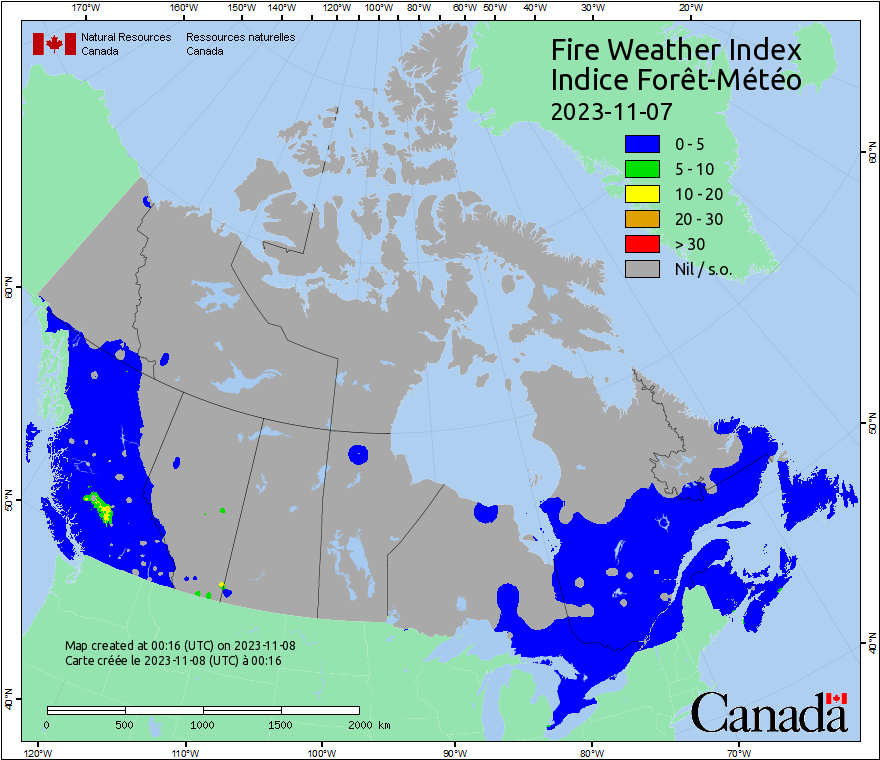 170°W 160°W 150°W 140°W 130°W 120°W 110°W 100°W 90°W 80°W 60°W 50°W 40°W 30°W 20°W
Natural Resources Ressources naturelles
Canada Canada
Fire Weather Index
Indice Forêt-Météo
2023-11-07
0 - 5
5 - 10
10 - 20
20 - 30
> 30
Nil / s.o.
60°N 60°N
50°N 50°N
40°N 40°N
Map created at 00:16 (UTC) on 2023-11-08
Carte créée le 2023-11-08 (UTC) à 00:16
0 500 1000 1500 2000 km
Canada
120°W 110°W 100°W 90°W 80°W 70°W